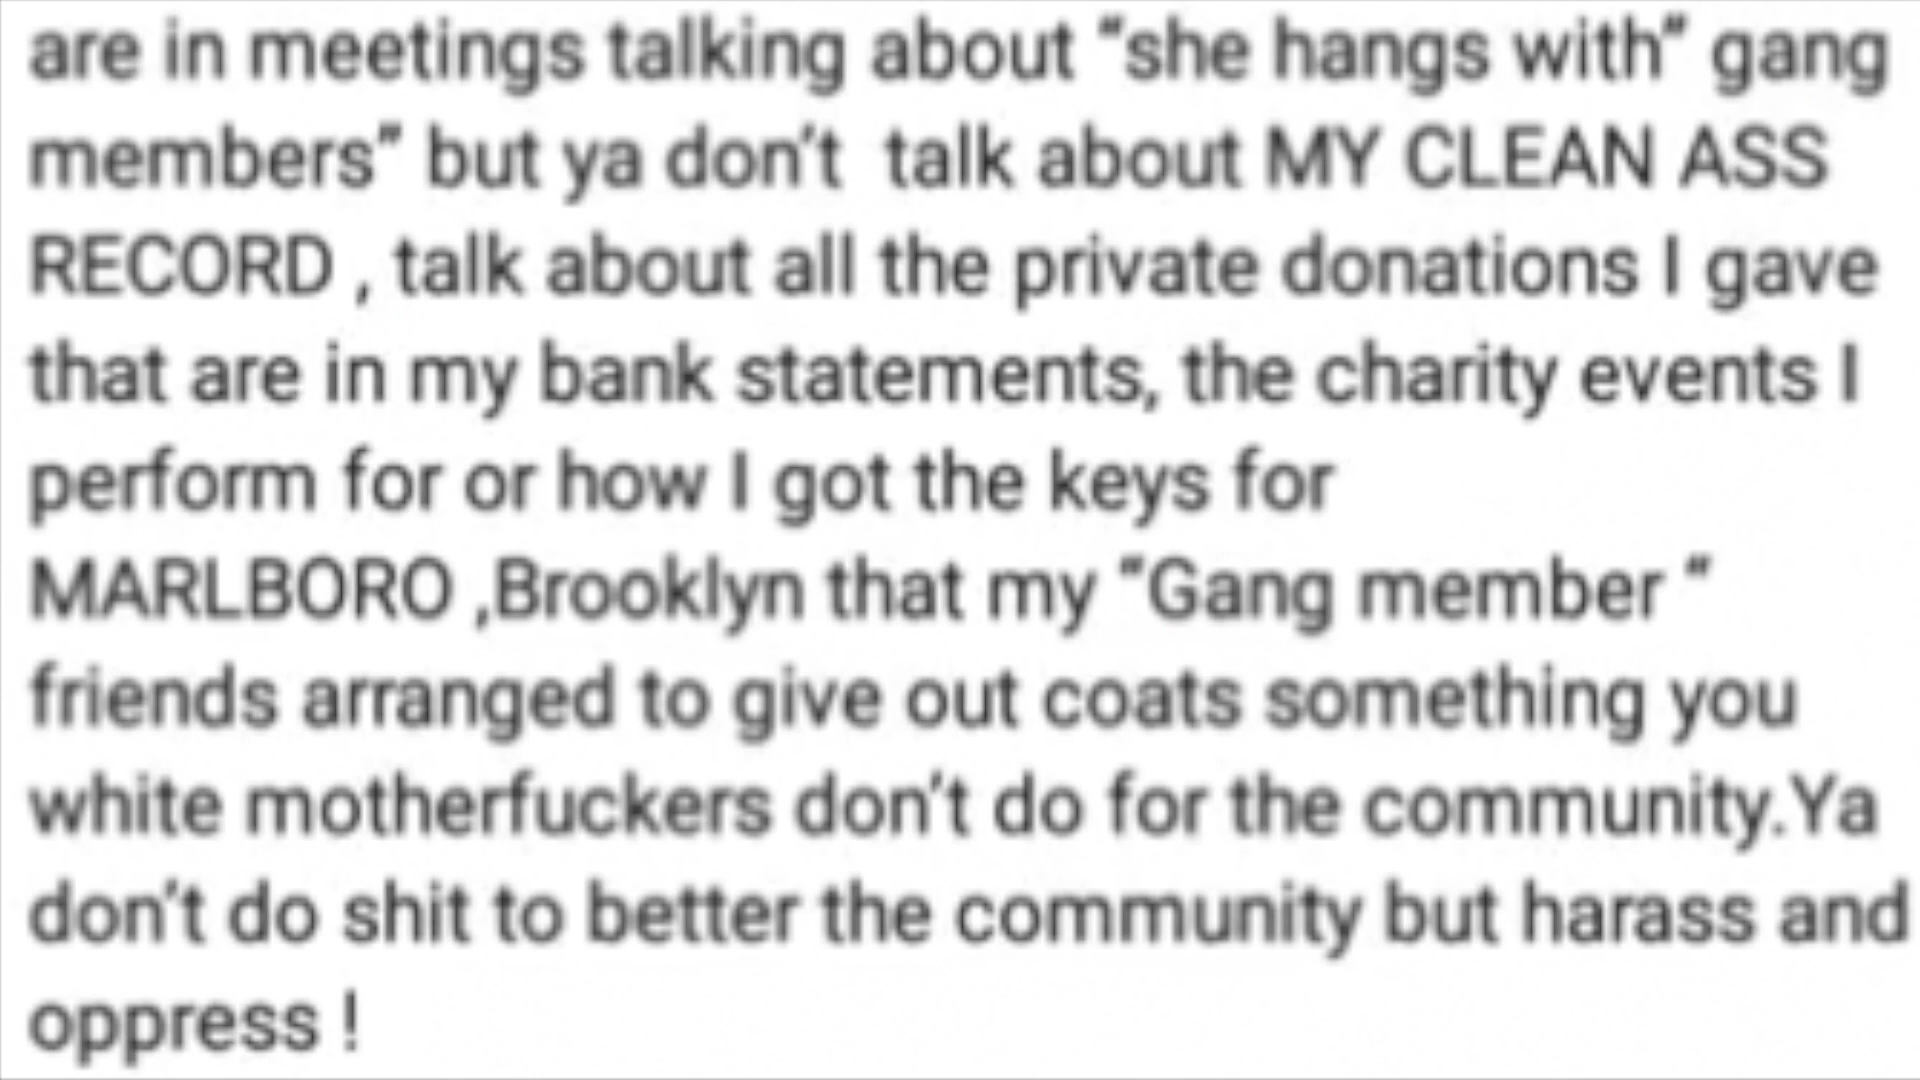 are in meetings talking about “she hangs with” gang
members” but ya don’t  talk about MY CLEAN ASS
RECORD , talk about all the private donations I gave
that are in my bank statements, the charity events I
perform for or how I got the keys for
MARLBORO ,Brooklyn that my “Gang member “
friends arranged to give out coats something you
white motherfuckers don’t do for the community.Ya
don’t do shit to better the community but harass and
oppress !